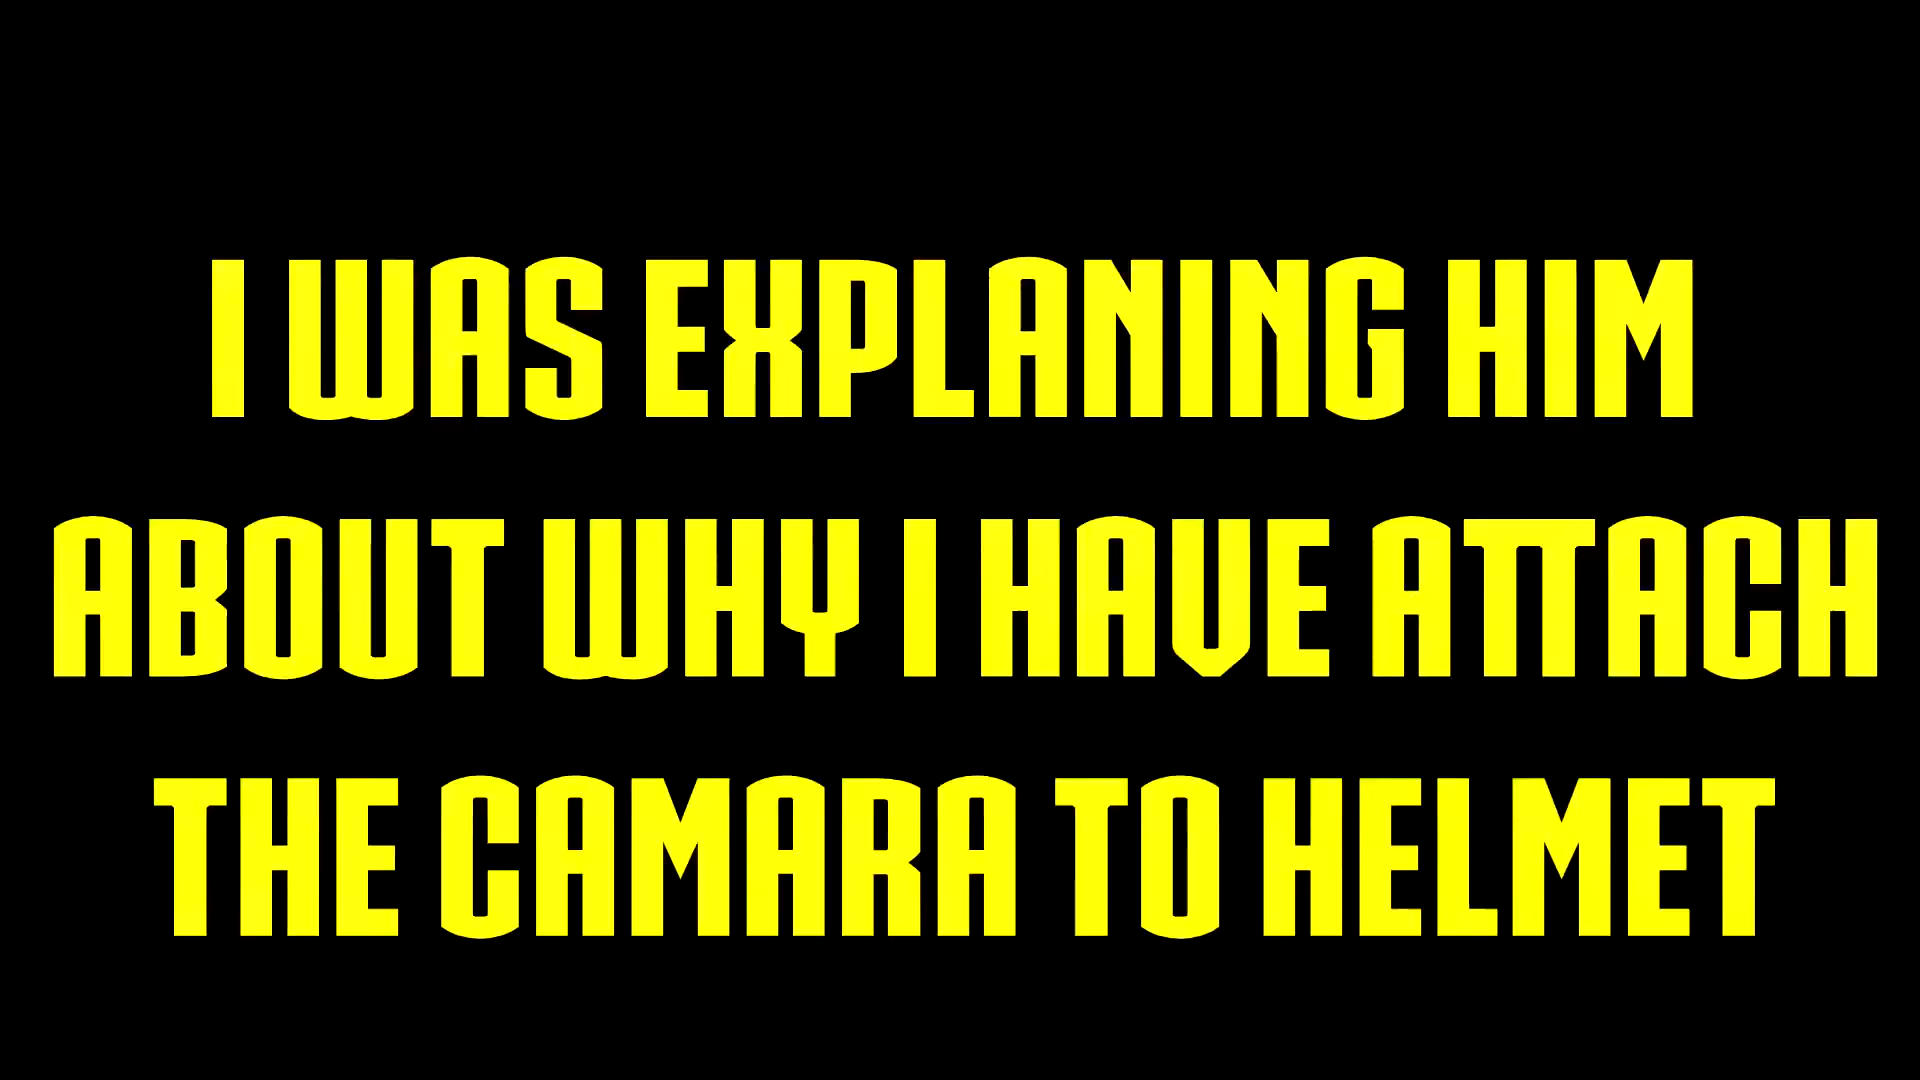 I WAS EXPLANING HIM
ABOUT WHY I HAVE ATTACH
THE CAMARA TO HELMET